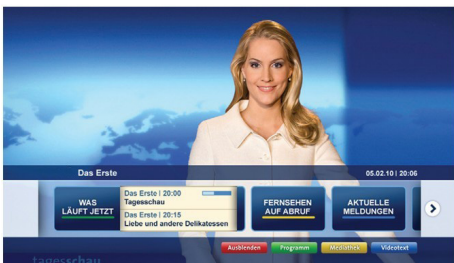 Das Erste
05.02.10 | 20:06
WAS
LÄUFT JETZT
Das Erste | 20:00
Tagesschau
Das Erste | 20:15
Liebe und andere Delikatessen
FERNSEHEN
AUF ABRUF
AKTUELLE
MELDUNGEN
Ausblenden
Programm
Mediathek
Videotext
tagesschau